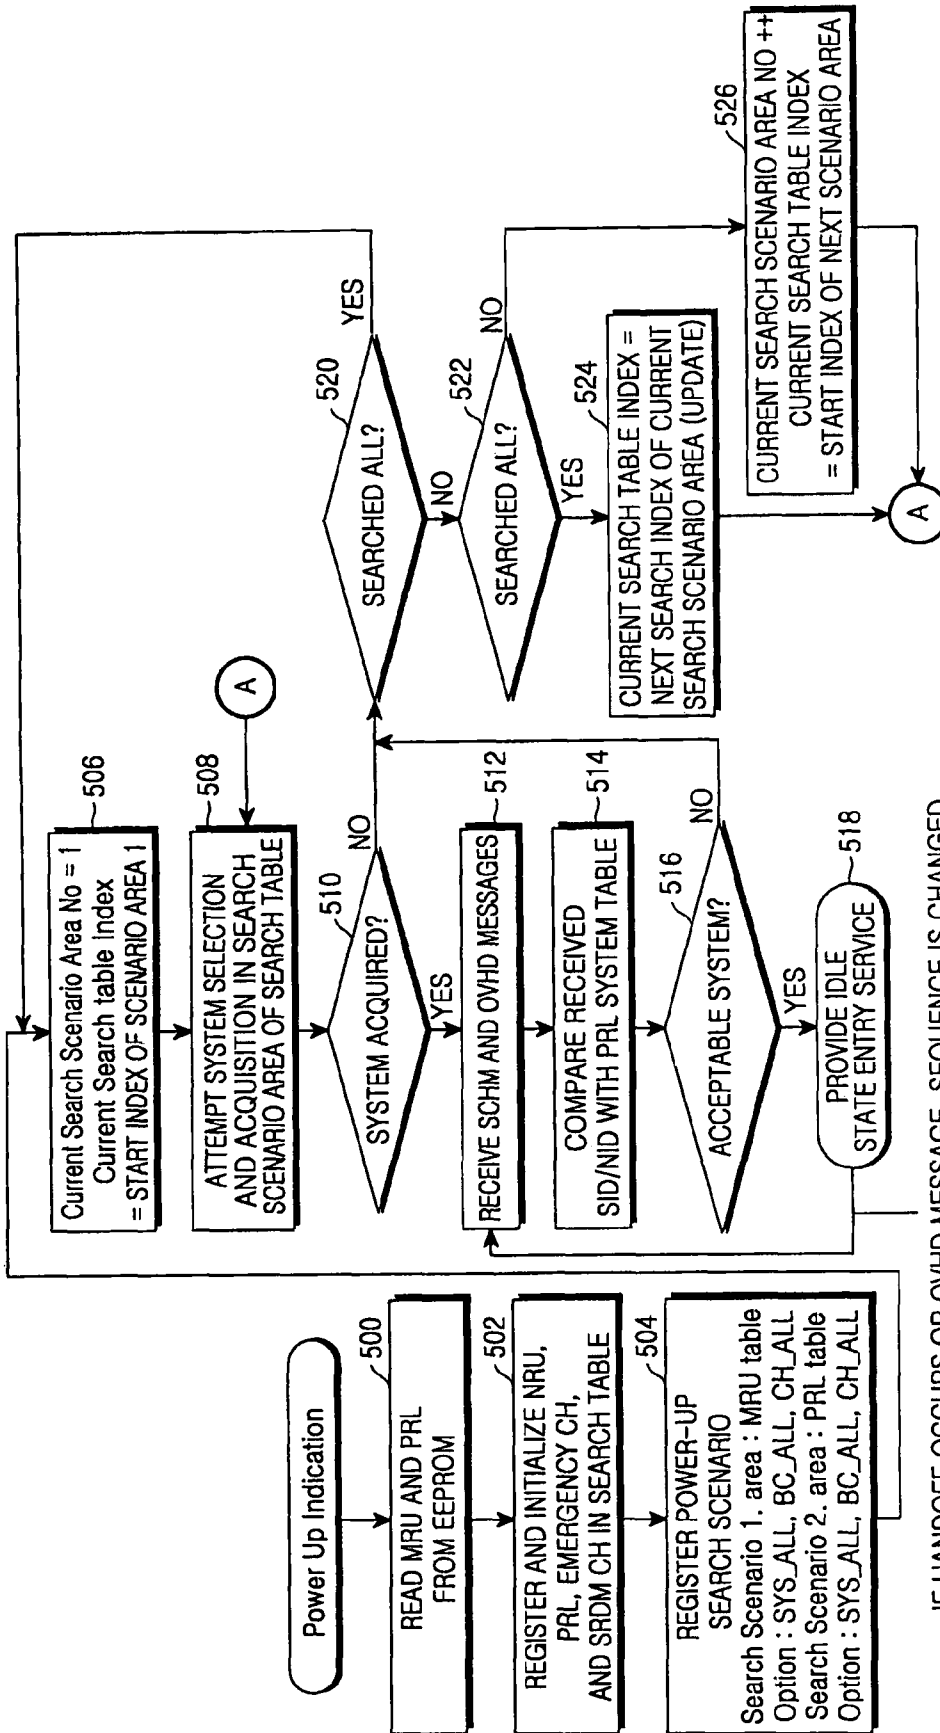 Power Up Indication
500
READ MRU AND PRL
FROM EEPROM
502
REGISTER AND INITIALIZE NRU,
PRL, EMERGENCY CH,
AND SRDM CH IN SEARCH TABLE
504
REGISTER POWER-UP
SEARCH SCENARIO
Search Scenario 1. area : MRU table
Option : SYS_ALL, BC_ALL, CH_ALL
Search Scenario 2. area : PRL table
Option : SYS_ALL, BC_ALL, CH_ALL
506
Current Search Scenario Area No = 1
Current Search table Index
= START INDEX OF SCENARIO AREA 1
508
ATTEMPT SYSTEM SELECTION
AND ACQUISITION IN SEARCH
SCENARIO AREA OF SEARCH TABLE
A
510
SYSTEM ACQUIRED?
NO
YES
512
RECEIVE SCHM AND OVHD MESSAGES
514
COMPARE RECEIVED
SID/NID WITH PRL SYSTEM TABLE
516
ACCEPTABLE SYSTEM?
NO
YES
518
PROVIDE IDLE
STATE ENTRY SERVICE
IF HANDOFF OCCURS OR OVHD MESSAGE SEQUENCE IS CHANGED
520
SEARCHED ALL?
YES
NO
522
SEARCHED ALL?
NO
YES
524
CURRENT SEARCH TABLE INDEX =
NEXT SEARCH INDEX OF CURRENT
SEARCH SCENARIO AREA (UPDATE)
526
CURRENT SEARCH SCENARIO AREA NO ++
CURRENT SEARCH TABLE INDEX
= START INDEX OF NEXT SCENARIO AREA
A